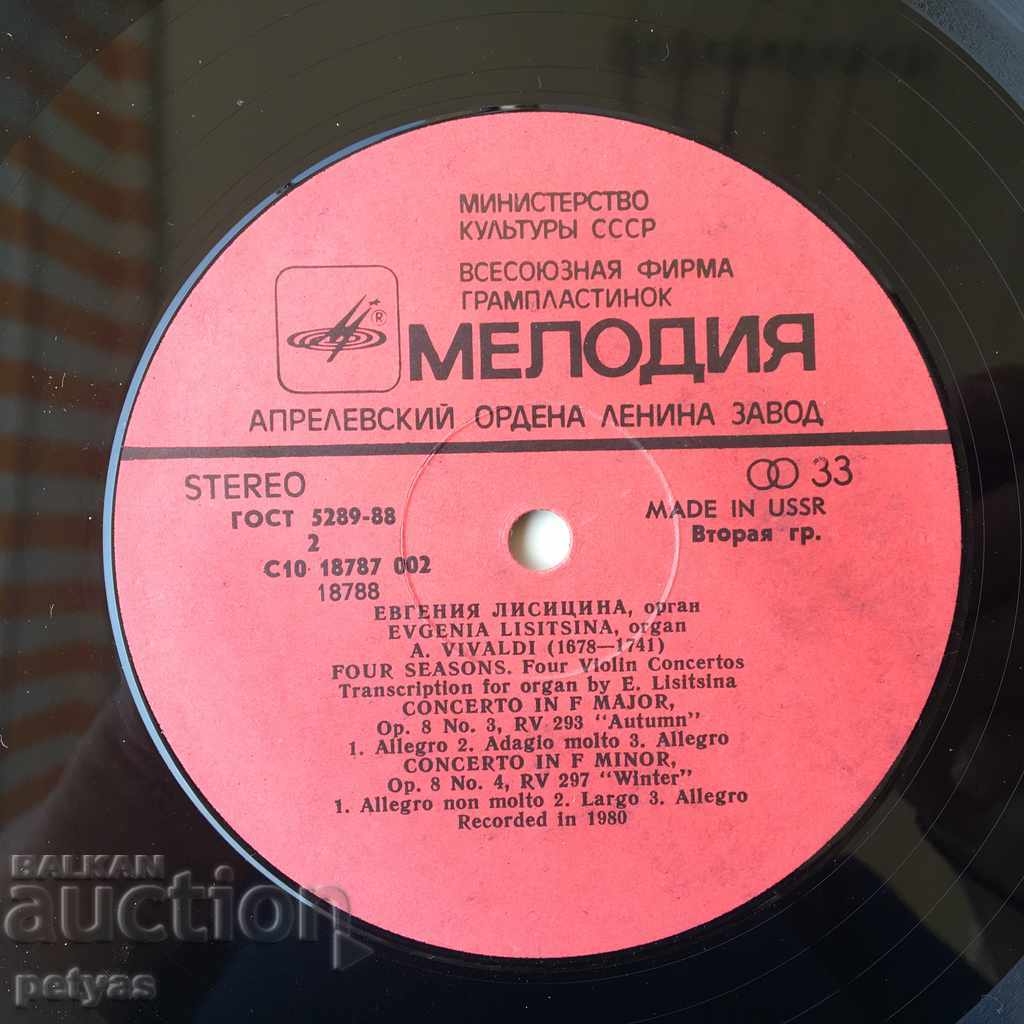 МИНИСТЕРСТВО
КУЛЬТУРЫ СССР
ВСЕСОЮЗНАЯ ФИРМА
ГРАМПЛАСТИНОК
®
МЕЛОДИЯ
АПРЕЛЕВСКИЙ ОРДЕНА ЛЕНИНА ЗАВОД
STEREO
33
ГОСТ 5289-88
MADE IN USSR
2
Вторая гр.
С10 18787 002
18788
ЕВГЕНИЯ ЛИСИЦИНА, орган
EVGENIA LISITSINA, organ
A. VIVALDI (1678—1741)
FOUR SEASONS. Four Violin Concertos
Transcription for organ by E. Lisitsina
CONCERTO IN F MAJOR,
Op. 8 No. 3, RV 293 "Autumn"
1. Allegro 2. Adagio molto 3. Allegro
CONCERTO IN F MINOR,
Op. 8 No. 4, RV 297 "Winter"
1. Allegro non molto 2. Largo 3. Allegro
Recorded in 1980
BALKAN
auction
petyas